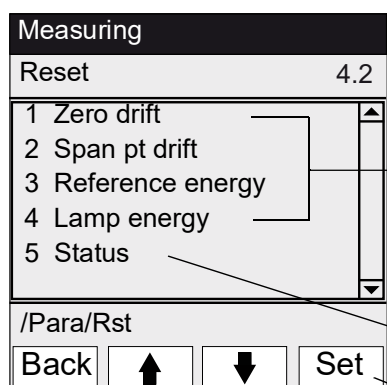 Measuring
Reset 4.2
1 Zero drift
2 Span pt drift
3 Reference energy
4 Lamp energy
5 Status
/Para/Rst
Back Set